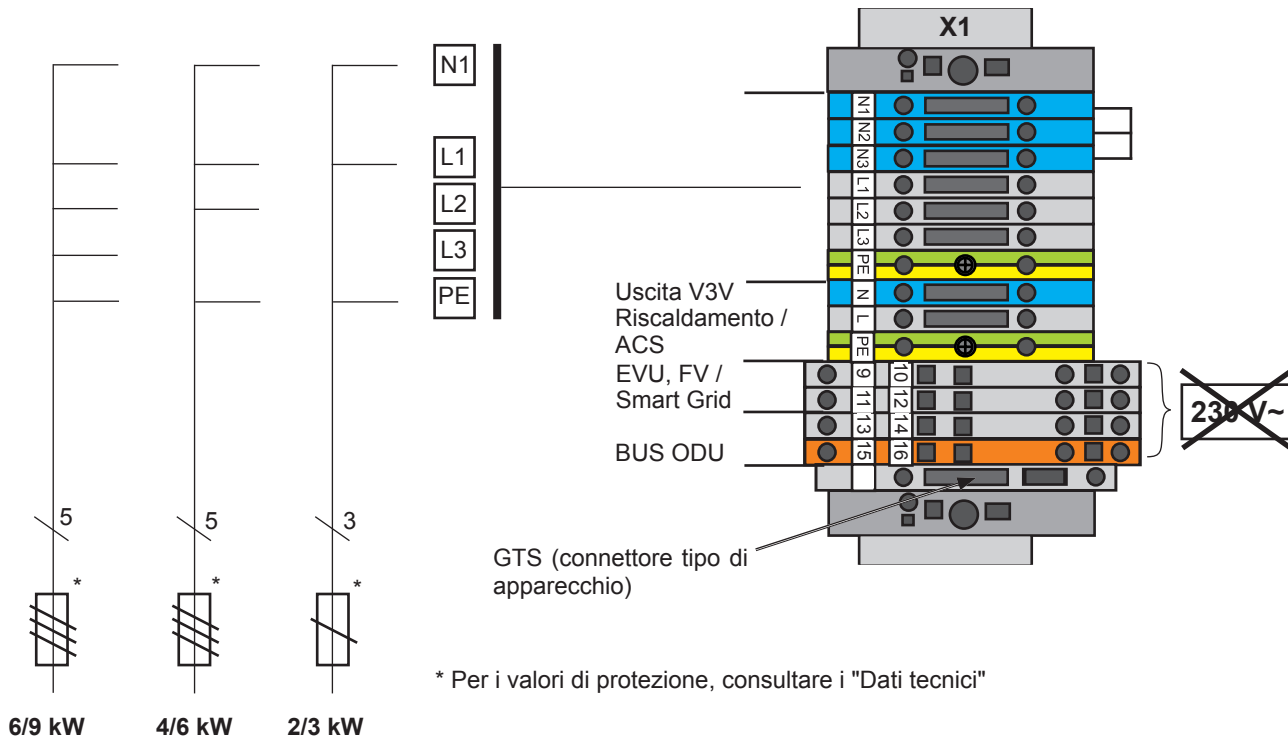 X1
N1
L1
L2
L3
PE
N1
N2
N3
L1
L2
L3
PE
N
L
PE
9 10
11 12
13 14
15 16
Uscita V3V
Riscaldamento /
ACS
EVU, FV /
Smart Grid
BUS ODU
230 V~
GTS (connettore tipo di
apparecchio)
5 5 3
* * *
* Per i valori di protezione, consultare i "Dati tecnici"
6/9 kW 4/6 kW 2/3 kW